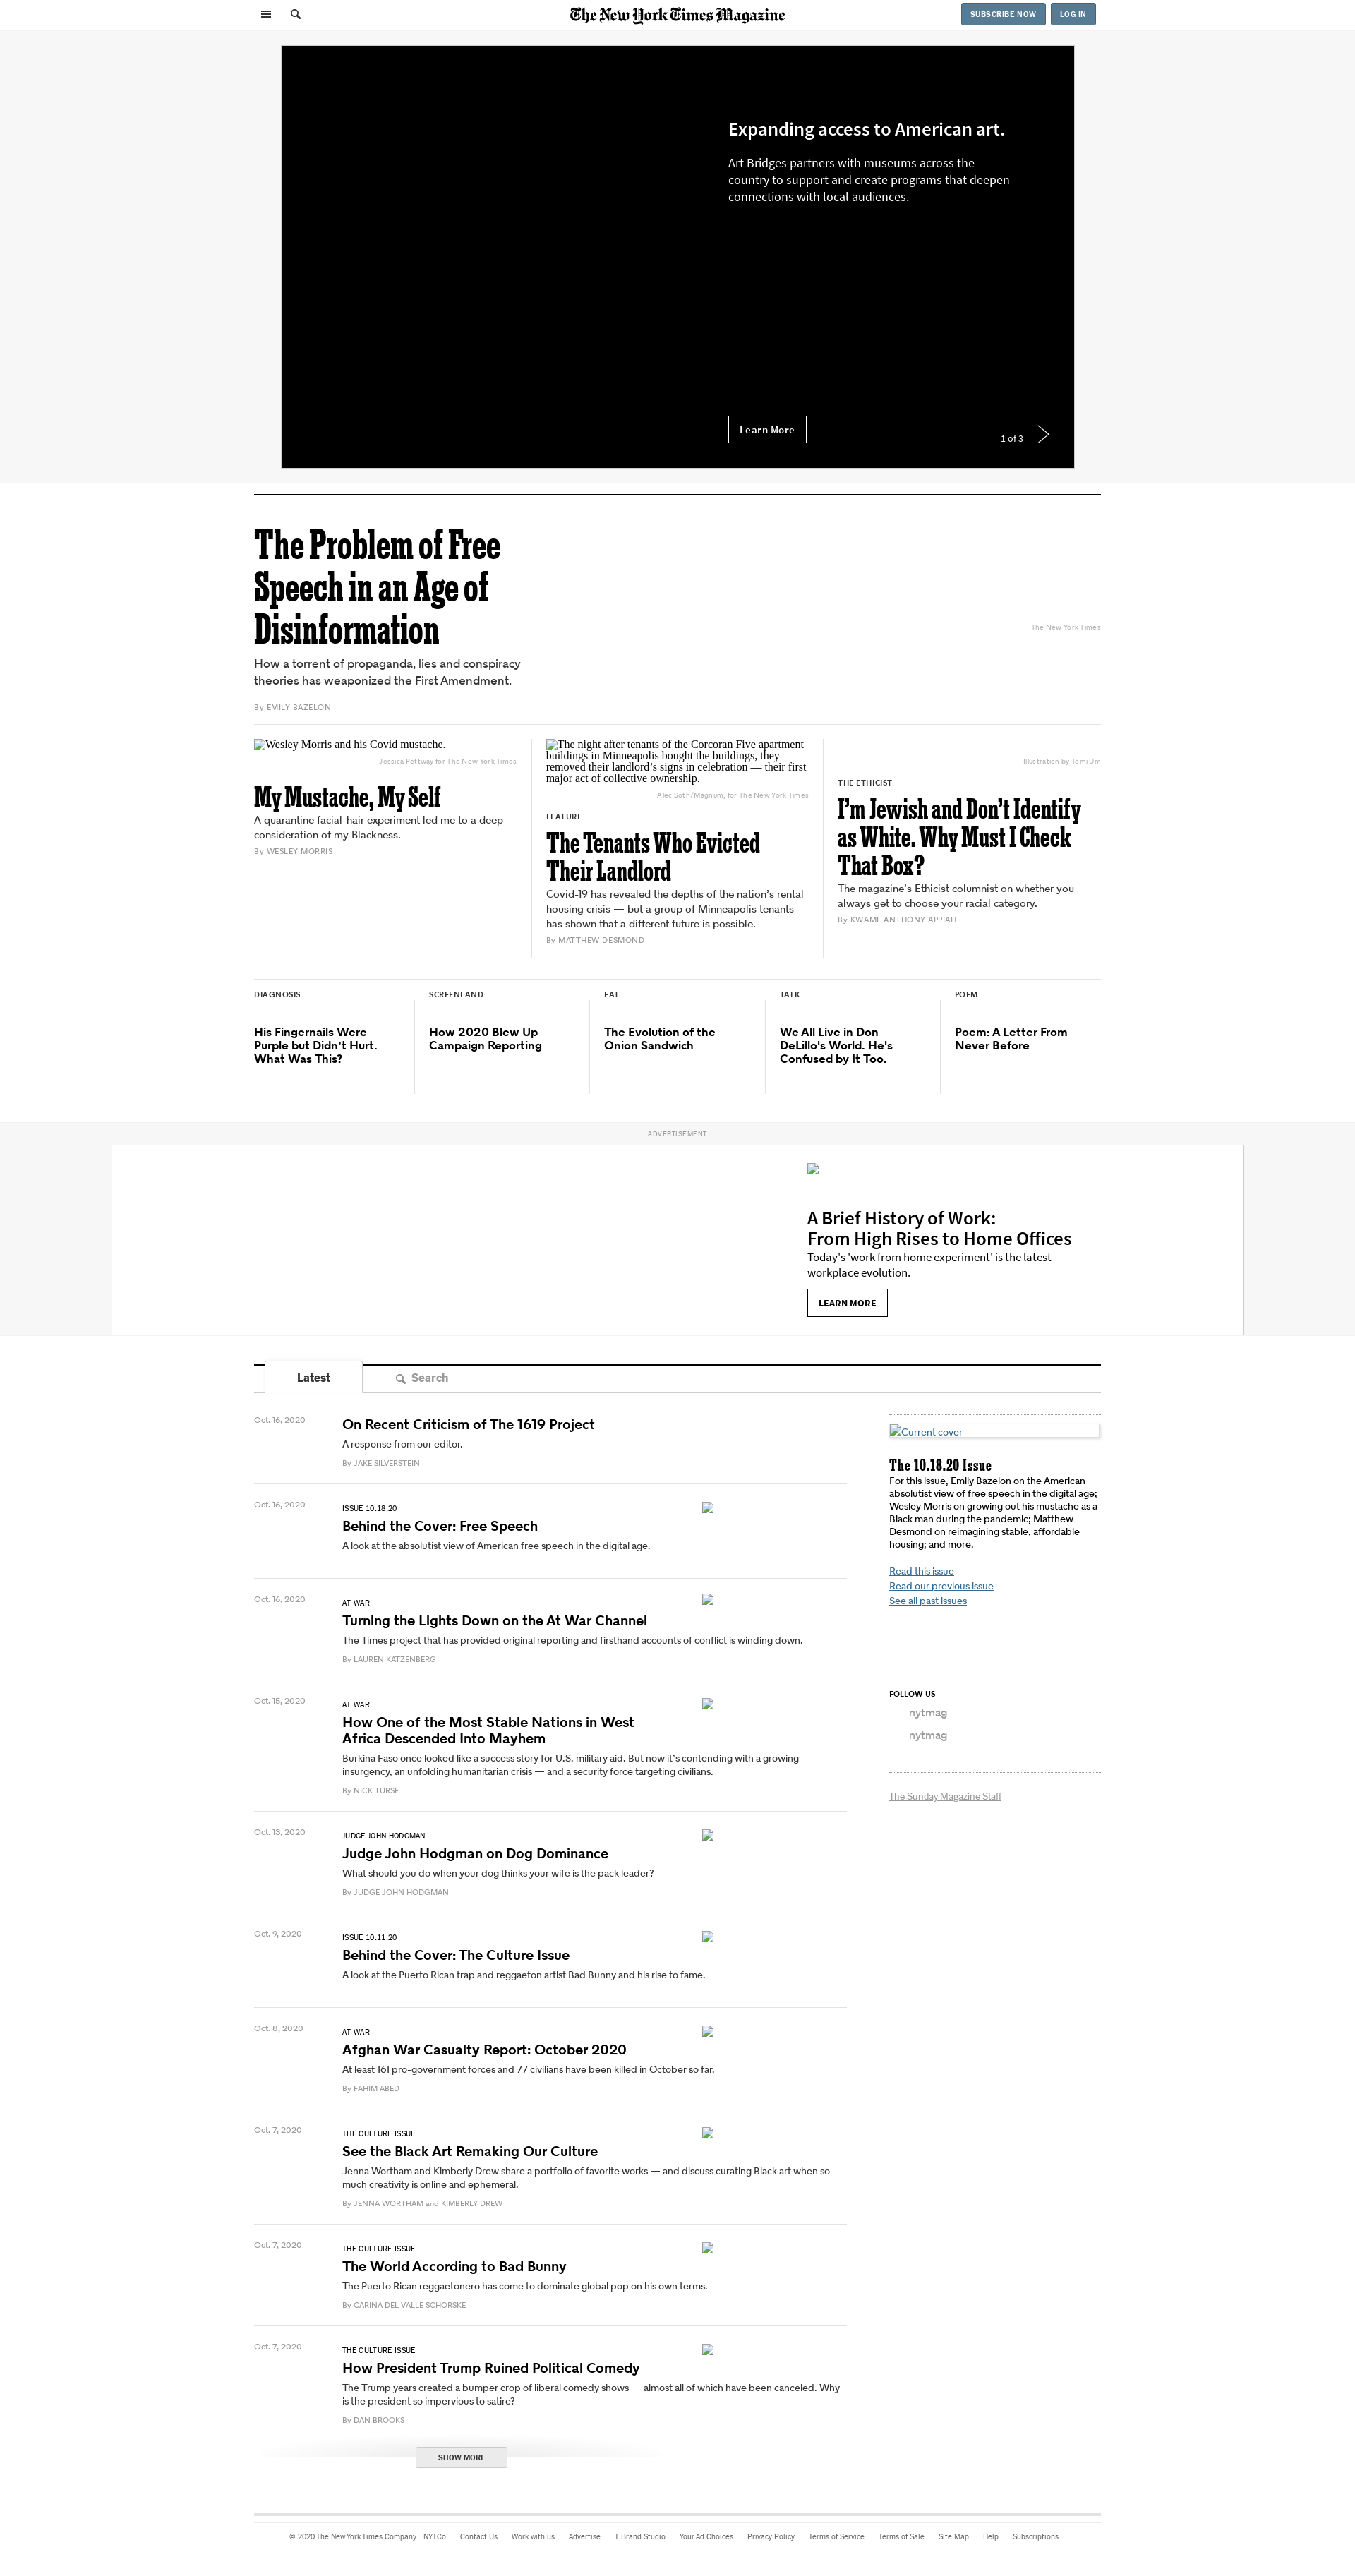 The New York Times Magazine
SUBSCRIBE NOW
LOG IN
Expanding access to American art.
Art Bridges partners with museums across the
country to support and create programs that deepen
connections with local audiences.
Learn More
1 of 3
The Problem of Free
Speech in an Age of
Disinformation
The New York Times
How a torrent of propaganda, lies and conspiracy
theories has weaponized the First Amendment.
By EMILY BAZELON
Wesley Morris and his Covid mustache.
Jessica Pettway for The New York Times
My Mustache, My Self
A quarantine facial-hair experiment led me to a deep
consideration of my Blackness.
By WESLEY MORRIS
The night after tenants of the Corcoran Five apartment
buildings in Minneapolis bought the buildings, they
removed their landlord’s signs in celebration — their first
major act of collective ownership.
Alec Soth/Magnum, for The New York Times
FEATURE
The Tenants Who Evicted
Their Landlord
Covid-19 has revealed the depths of the nation’s rental
housing crisis — but a group of Minneapolis tenants
has shown that a different future is possible.
By MATTHEW DESMOND
Illustration by Tomi Um
THE ETHICIST
I’m Jewish and Don’t Identify
as White. Why Must I Check
That Box?
The magazine’s Ethicist columnist on whether you
always get to choose your racial category.
By KWAME ANTHONY APPIAH
DIAGNOSIS
His Fingernails Were
Purple but Didn’t Hurt.
What Was This?
SCREENLAND
How 2020 Blew Up
Campaign Reporting
EAT
The Evolution of the
Onion Sandwich
TALK
We All Live in Don
DeLillo's World. He's
Confused by It Too.
POEM
Poem: A Letter From
Never Before
ADVERTISEMENT
A Brief History of Work:
From High Rises to Home Offices
Today's 'work from home experiment' is the latest
workplace evolution.
LEARN MORE
Latest
Search
Oct. 16, 2020
On Recent Criticism of The 1619 Project
A response from our editor.
By JAKE SILVERSTEIN
Oct. 16, 2020
ISSUE 10.18.20
Behind the Cover: Free Speech
A look at the absolutist view of American free speech in the digital age.
Oct. 16, 2020
AT WAR
Turning the Lights Down on the At War Channel
The Times project that has provided original reporting and firsthand accounts of conflict is winding down.
By LAUREN KATZENBERG
Oct. 15, 2020
AT WAR
How One of the Most Stable Nations in West
Africa Descended Into Mayhem
Burkina Faso once looked like a success story for U.S. military aid. But now it’s contending with a growing
insurgency, an unfolding humanitarian crisis — and a security force targeting civilians.
By NICK TURSE
Oct. 13, 2020
JUDGE JOHN HODGMAN
Judge John Hodgman on Dog Dominance
What should you do when your dog thinks your wife is the pack leader?
By JUDGE JOHN HODGMAN
Oct. 9, 2020
ISSUE 10.11.20
Behind the Cover: The Culture Issue
A look at the Puerto Rican trap and reggaeton artist Bad Bunny and his rise to fame.
Oct. 8, 2020
AT WAR
Afghan War Casualty Report: October 2020
At least 161 pro-government forces and 77 civilians have been killed in October so far.
By FAHIM ABED
Oct. 7, 2020
THE CULTURE ISSUE
See the Black Art Remaking Our Culture
Jenna Wortham and Kimberly Drew share a portfolio of favorite works — and discuss curating Black art when so
much creativity is online and ephemeral.
By JENNA WORTHAM and KIMBERLY DREW
Oct. 7, 2020
THE CULTURE ISSUE
The World According to Bad Bunny
The Puerto Rican reggaetonero has come to dominate global pop on his own terms.
By CARINA DEL VALLE SCHORSKE
Oct. 7, 2020
THE CULTURE ISSUE
How President Trump Ruined Political Comedy
The Trump years created a bumper crop of liberal comedy shows — almost all of which have been canceled. Why
is the president so impervious to satire?
By DAN BROOKS
SHOW MORE
Current cover
The 10.18.20 Issue
For this issue, Emily Bazelon on the American
absolutist view of free speech in the digital age;
Wesley Morris on growing out his mustache as a
Black man during the pandemic; Matthew
Desmond on reimagining stable, affordable
housing; and more.
Read this issue
Read our previous issue
See all past issues
FOLLOW US
nytmag
nytmag
The Sunday Magazine Staff
© 2020 The New York Times Company NYTCo Contact Us Work with us Advertise T Brand Studio Your Ad Choices Privacy Policy Terms of Service Terms of Sale Site Map Help Subscriptions